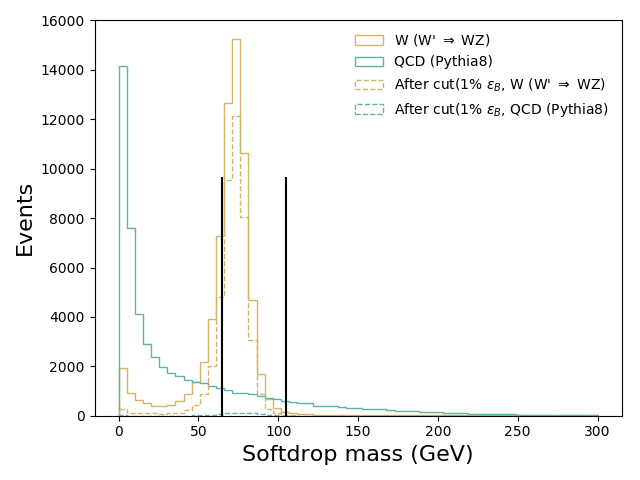 16000
14000
12000
10000
8000
6000
4000
2000
0
Events
W (W' ⇒ WZ)
QCD (Pythia8)
After cut(1% ε_B, W (W' ⇒ WZ)
After cut(1% ε_B, QCD (Pythia8)
0 50 100 150 200 250 300
Softdrop mass (GeV)